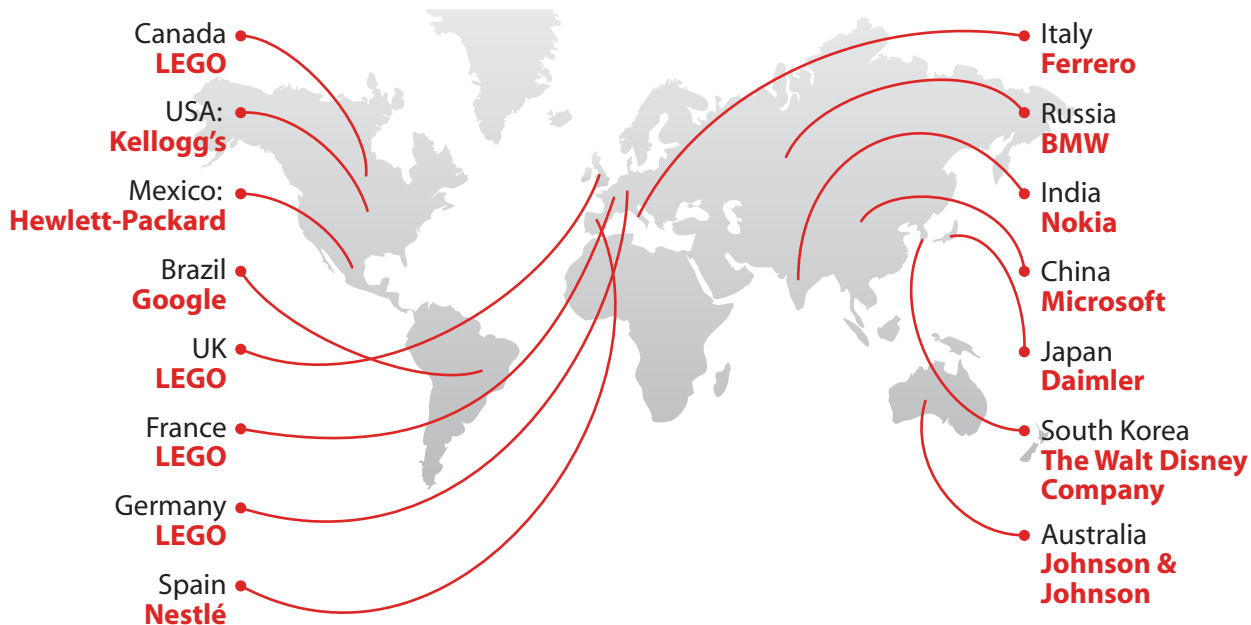 Canada
LEGO
USA:
Kellogg's
Mexico:
Hewlett-Packard
Brazil
Google
UK
LEGO
France
LEGO
Germany
LEGO
Spain
Nestlé
Italy
Ferrero
Russia
BMW
India
Nokia
China
Microsoft
Japan
Daimler
South Korea
The Walt Disney
Company
Australia
Johnson &
Johnson